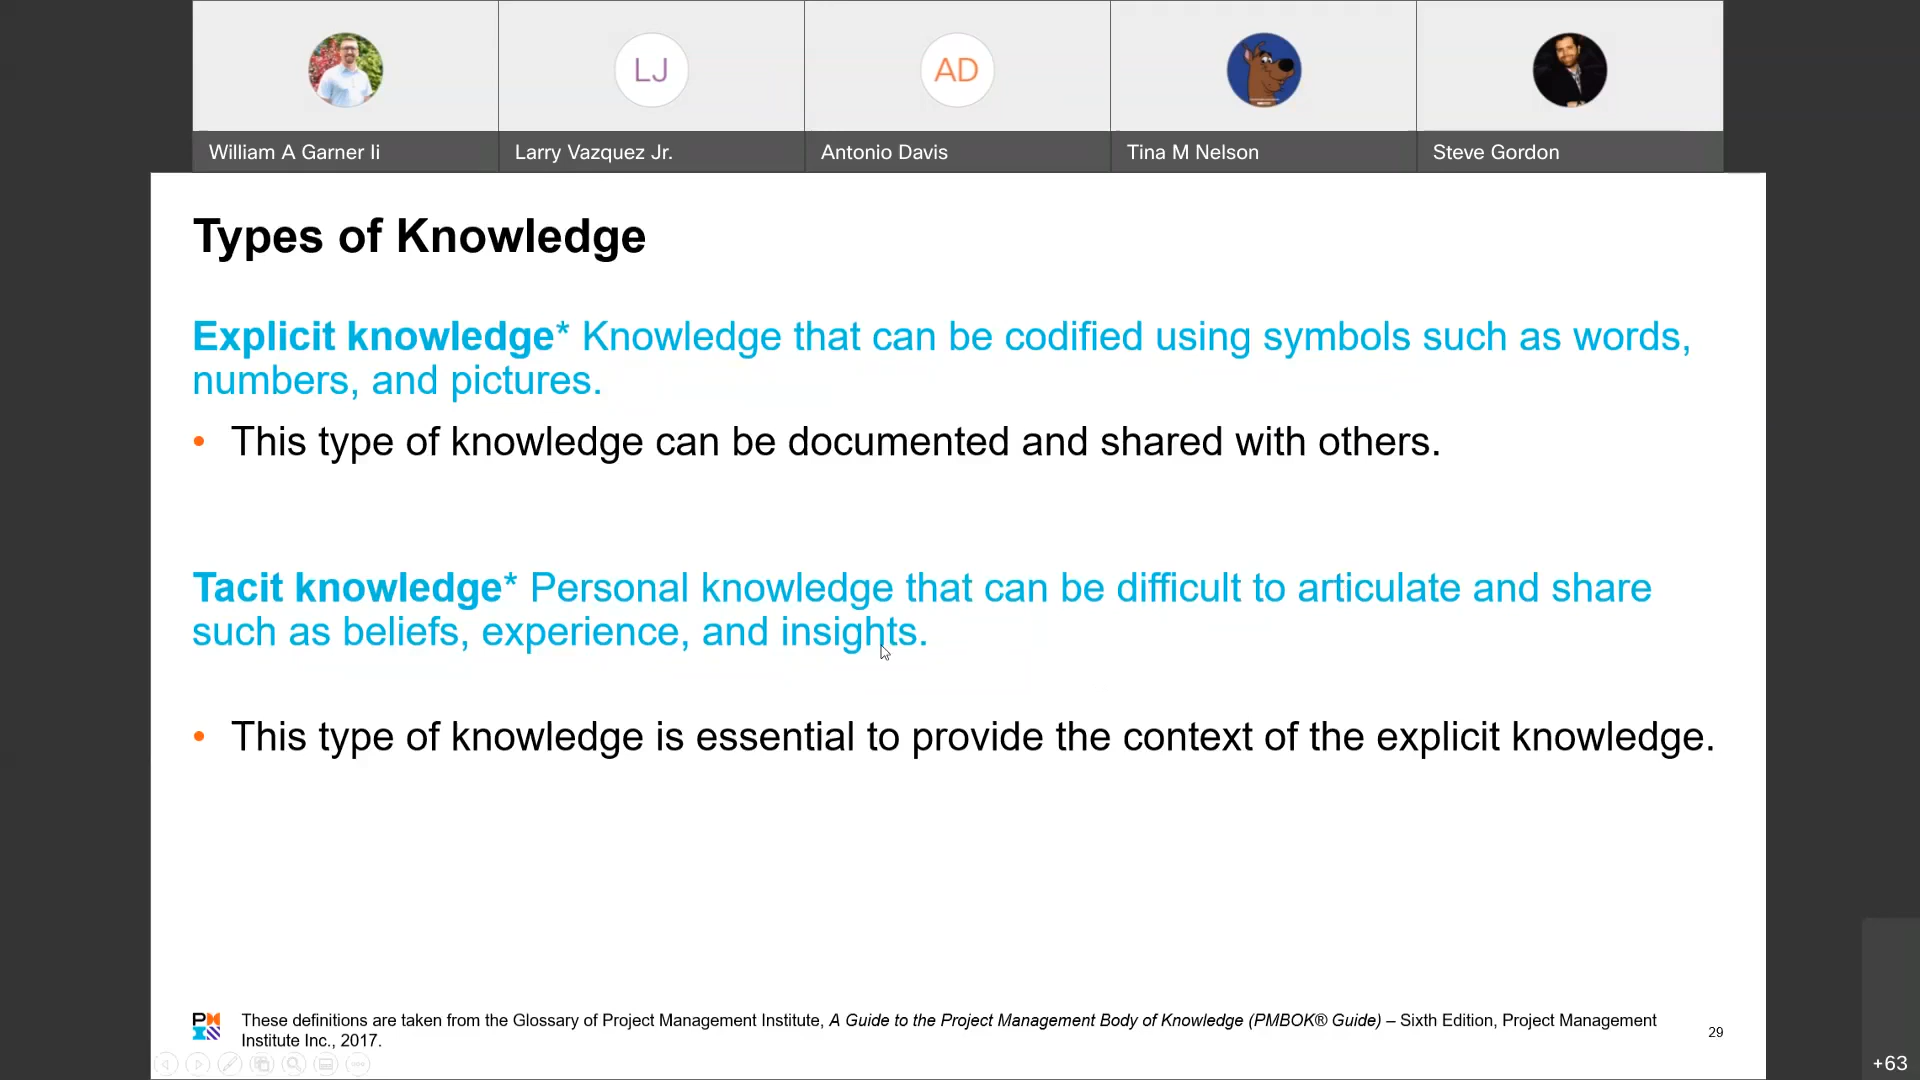 LJ
AD
William A Garner Ii
Larry Vazquez Jr.
Antonio Davis
Tina M Nelson
Steve Gordon
Types of Knowledge
Explicit knowledge* Knowledge that can be codified using symbols such as words,
numbers, and pictures.
• This type of knowledge can be documented and shared with others.
Tacit knowledge* Personal knowledge that can be difficult to articulate and share
such as beliefs, experience, and insights.
• This type of knowledge is essential to provide the context of the explicit knowledge.
These definitions are taken from the Glossary of Project Management Institute, A Guide to the Project Management Body of Knowledge (PMBOK® Guide) – Sixth Edition, Project Management
Institute Inc., 2017.
29
+63